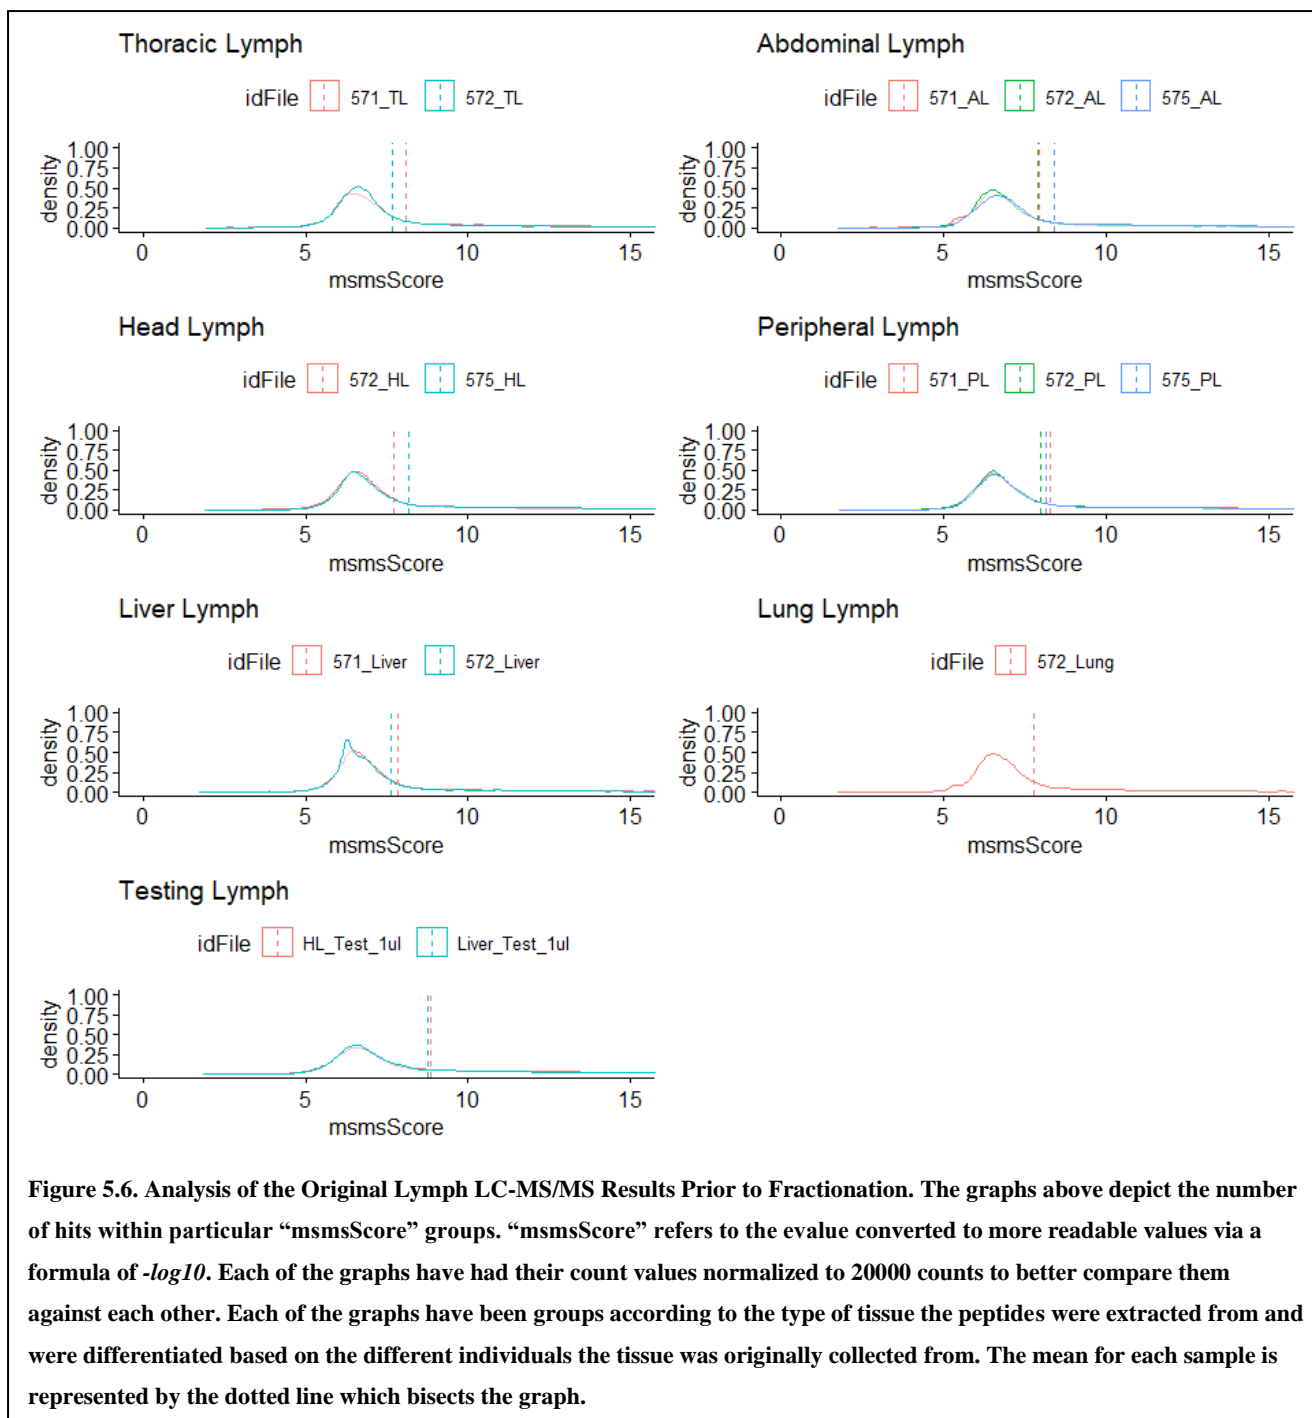 Thoracic Lymph
idFile 571_TL 572_TL
1.00
0.75
0.50
0.25
0.00
density
0 5 10 15
msmsScore
Abdominal Lymph
idFile 571_AL 572_AL 575_AL
1.00
0.75
0.50
0.25
0.00
density
0 5 10 15
msmsScore
Head Lymph
idFile 572_HL 575_HL
1.00
0.75
0.50
0.25
0.00
density
0 5 10 15
msmsScore
Peripheral Lymph
idFile 571_PL 572_PL 575_PL
1.00
0.75
0.50
0.25
0.00
density
0 5 10 15
msmsScore
Liver Lymph
idFile 571_Liver 572_Liver
1.00
0.75
0.50
0.25
0.00
density
0 5 10 15
msmsScore
Lung Lymph
idFile 572_Lung
1.00
0.75
0.50
0.25
0.00
density
0 5 10 15
msmsScore
Testing Lymph
idFile HL_Test_1ul Liver_Test_1ul
1.00
0.75
0.50
0.25
0.00
density
0 5 10 15
msmsScore
Figure 5.6. Analysis of the Original Lymph LC-MS/MS Results Prior to Fractionation. The graphs above depict the number
of hits within particular “msmsScore” groups. “msmsScore” refers to the evalue converted to more readable values via a
formula of -log10. Each of the graphs have had their count values normalized to 20000 counts to better compare them
against each other. Each of the graphs have been groups according to the type of tissue the peptides were extracted from and
were differentiated based on the different individuals the tissue was originally collected from. The mean for each sample is
represented by the dotted line which bisects the graph.